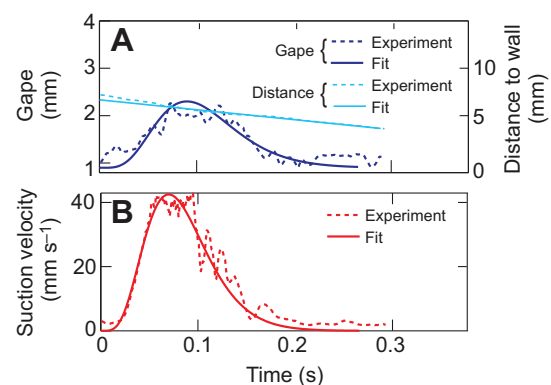 A
Gape
(mm)
4
3
2
1
Gape { Experiment
Fit
Distance { Experiment
Fit
10
5
0
Distance to wall
(mm)
B
Suction velocity
(mm s⁻¹)
40
20
0
Experiment
Fit
0 0.1 0.2 0.3
Time (s)